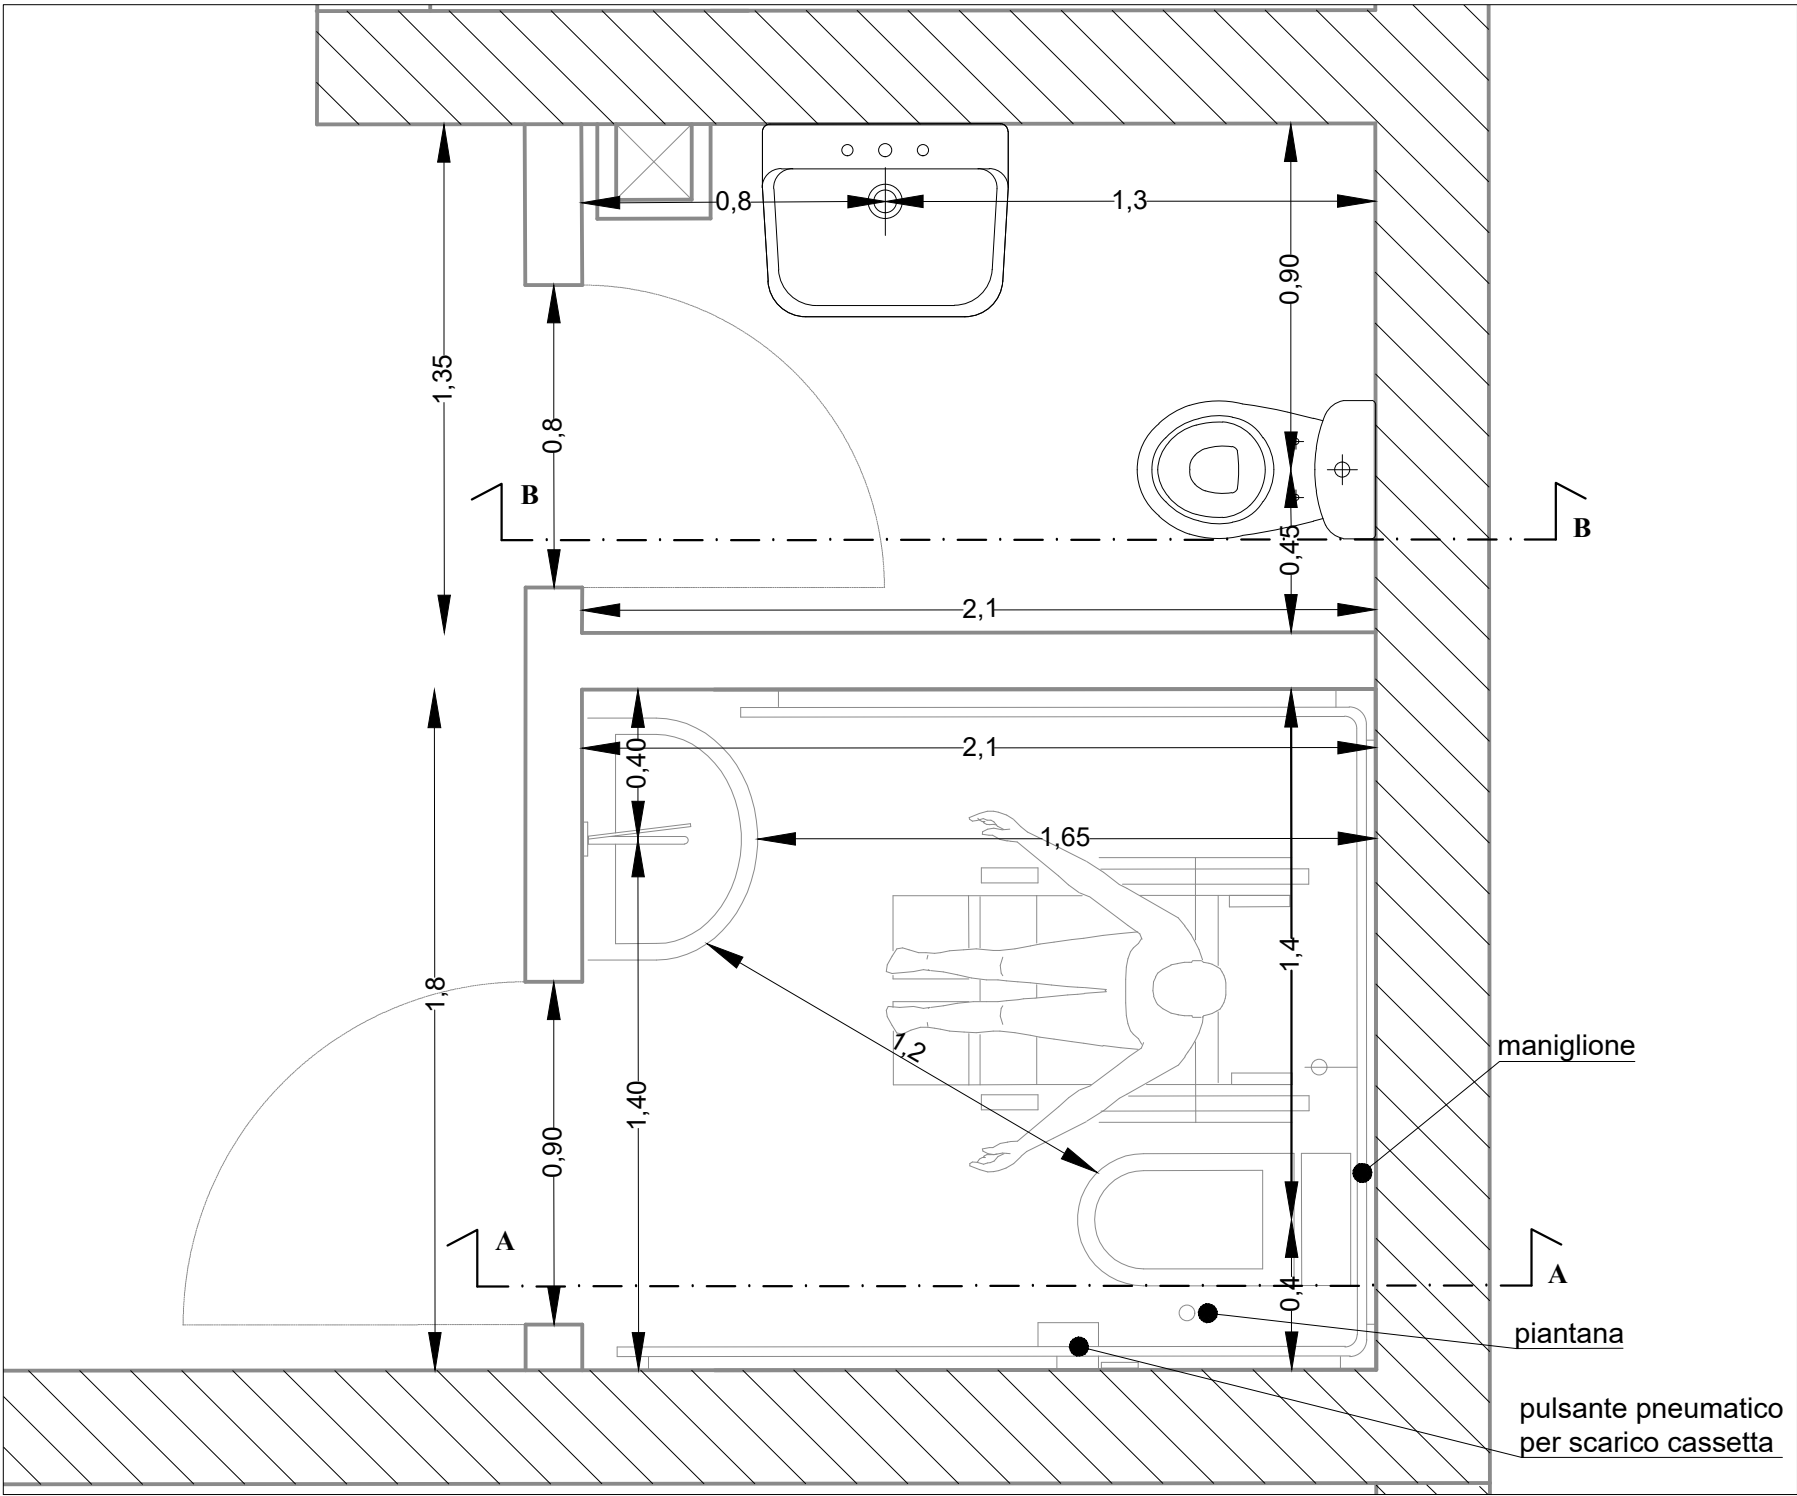 0,8
1,3
0,90
1,35
0,8
B
B
0,45
2,1
0,40
2,1
1,65
1,4
1,8
1,2
maniglione
1,40
0,90
A
A
0,4
piantana
pulsante pneumatico
per scarico cassetta